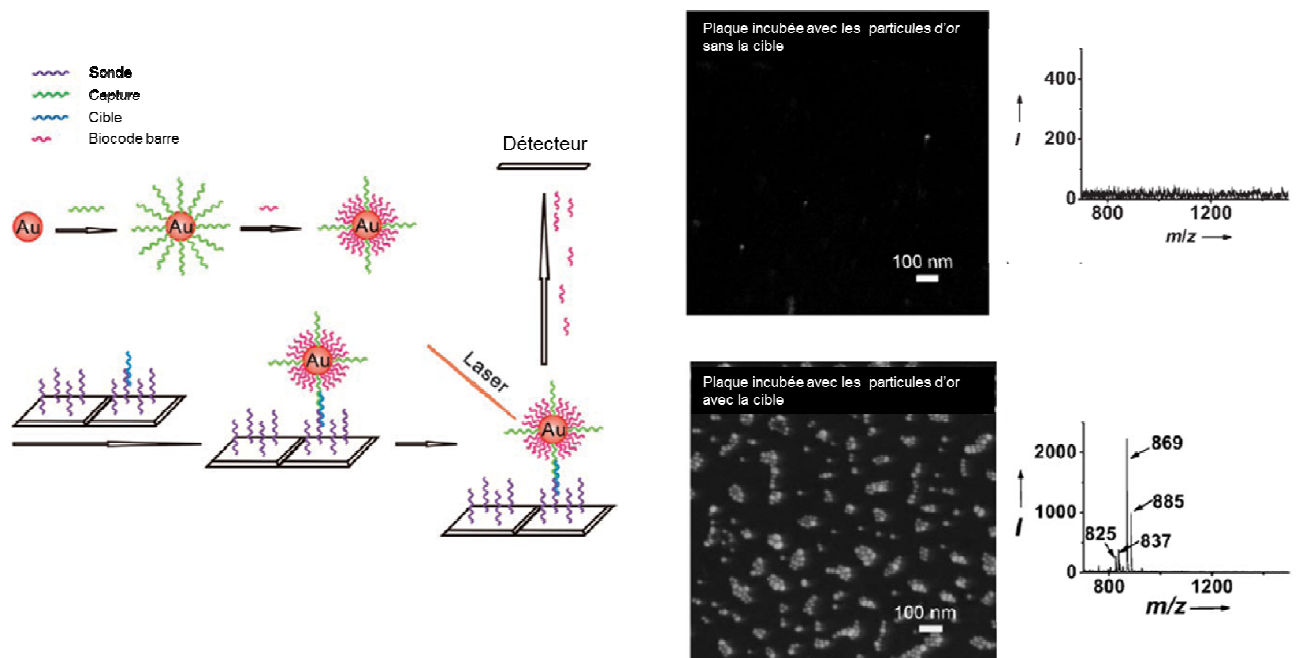 Sonde
Capture
Cible
Biocode barre
Au
Au
Au
Détecteur
Au
Laser
Au
Plaque incubée avec les particules d'or
sans la cible
100 nm
I
400
200
0
800
1200
m/z
Plaque incubée avec les particules d'or
avec la cible
100 nm
I
2000
1000
0
869
885
825
837
800
1200
m/z